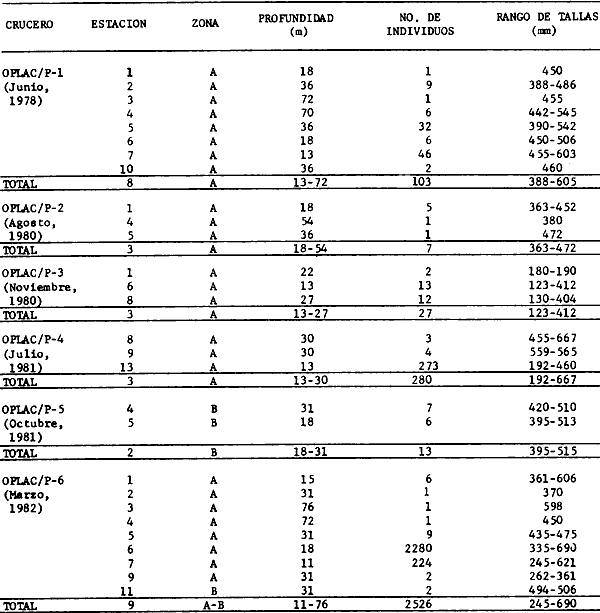 CRUCERO ESTACION ZONA PROFUNDIDAD (m) NO. DE INDIVIDUOS RANGO DE TALLAS (mm)
OPLAC/P-1 1 A 18 1 450
(Junio, 2 A 36 9 388-486
1978) 3 A 72 1 455
4 A 70 6 442-545
5 A 36 32 390-542
6 A 18 6 450-506
7 A 13 46 455-603
10 A 36 2 460
TOTAL 8 A 13-72 103 388-605
OPLAC/P-2 1 A 18 5 363-452
(Agosto, 4 A 54 1 380
1980) 5 A 36 1 472
TOTAL 3 A 18-54 7 363-472
OPLAC/P-3 1 A 22 2 180-190
(Noviembre, 6 A 13 13 123-412
1980) 8 A 27 12 130-404
TOTAL 3 A 13-27 27 123-412
OPLAC/P-4 8 A 30 3 455-667
(Julio, 9 A 30 4 559-565
1981) 13 A 13 273 192-460
TOTAL 3 A 13-30 280 192-667
OPLAC/P-5 4 B 31 7 420-510
(Octubre, 5 B 18 6 395-513
1981)
TOTAL 2 B 18-31 13 395-515
OPLAC/P-6 1 A 15 6 361-606
(Marzo, 2 A 31 1 370
1982) 3 A 76 1 598
4 A 72 1 450
5 A 31 9 435-475
6 A 18 2280 335-690
7 A 11 224 245-621
9 A 31 2 262-361
11 B 31 2 494-506
TOTAL 9 A-B 11-76 2526 245-690